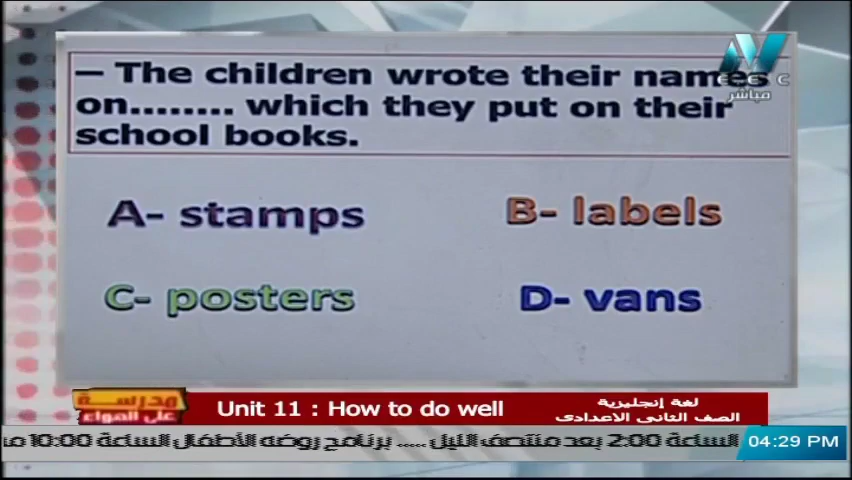 — The children wrote their names
on........ which they put on their
school books.
A- stamps
B- labels
C- posters
D- vans
مباشر
مدرسة
على الهواء
Unit 11 : How to do well
لغة إنجليزية
الصف الثانى الاعدادى
الساعة 2:00 بعد منتصف الليل ..... برنامج روضه الأطفال الساعة 10:00
04:29 PM